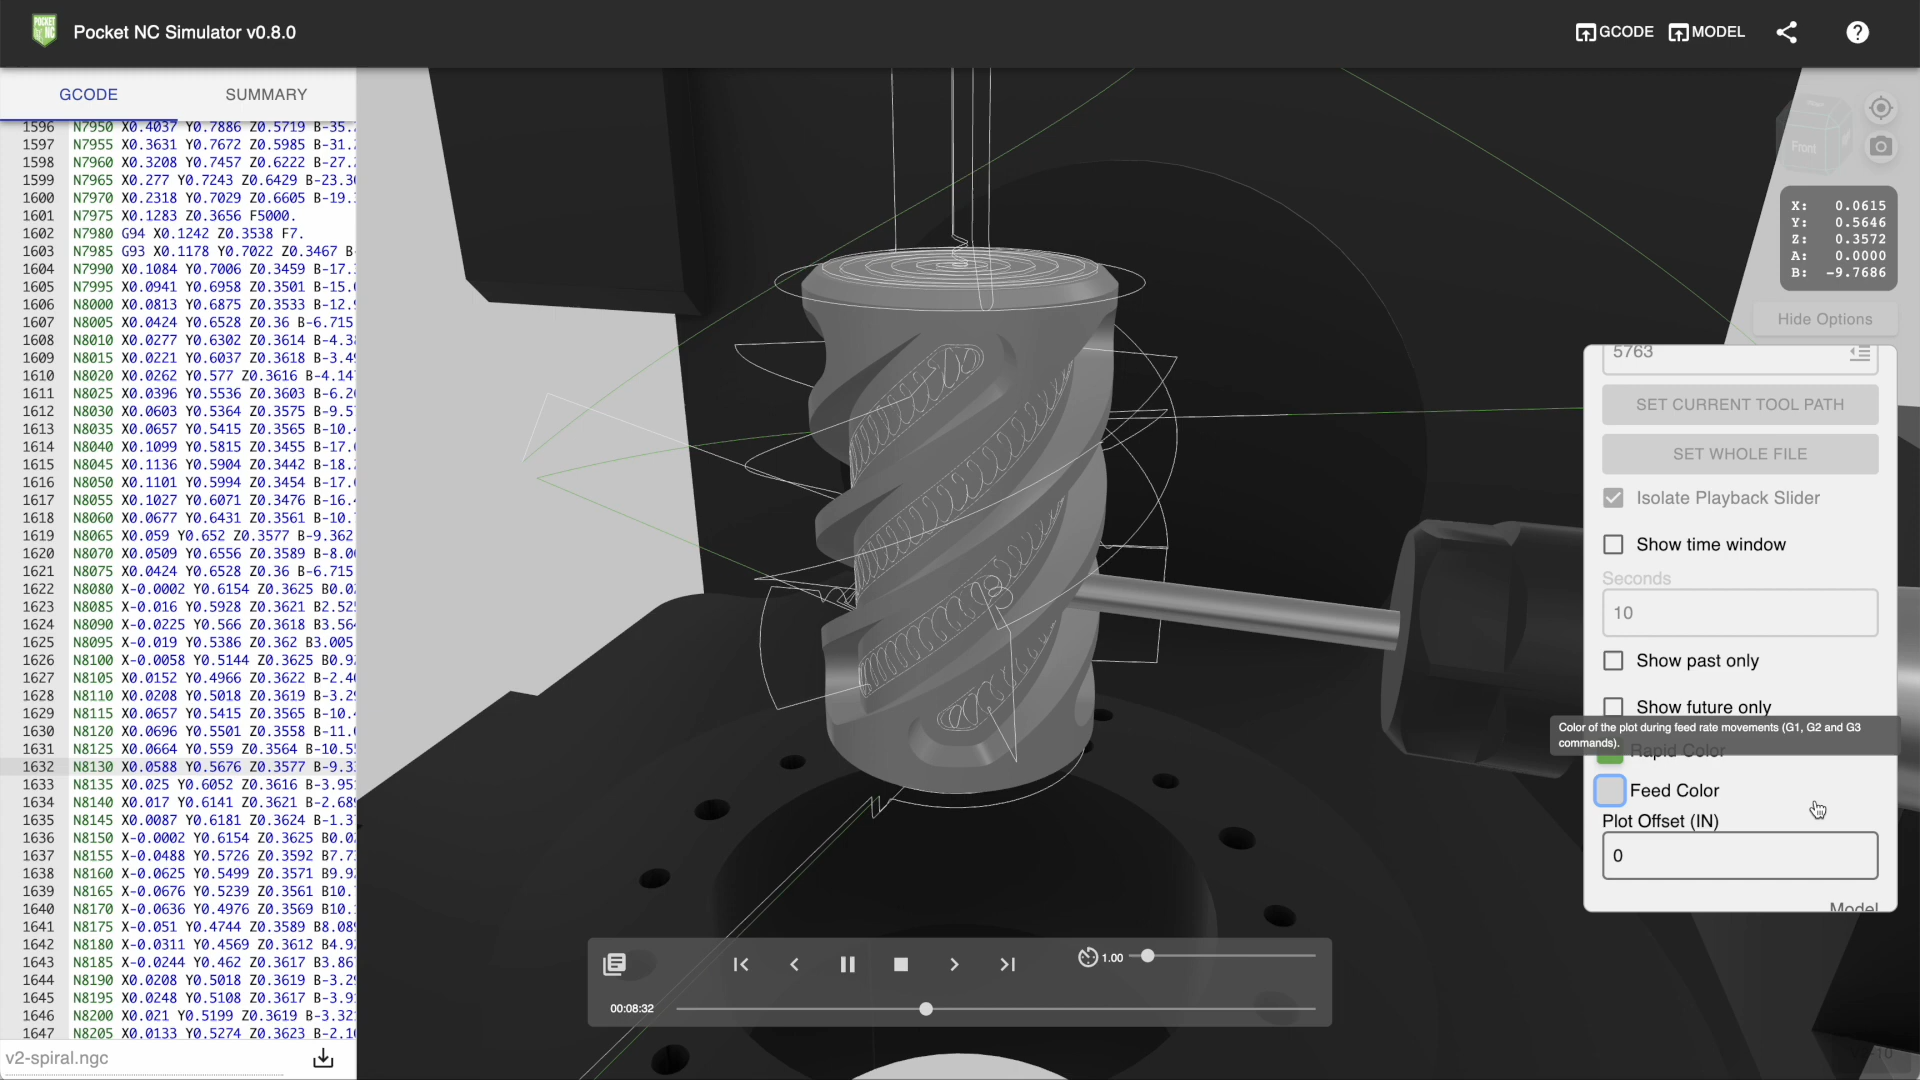 POCKET NC
Pocket NC Simulator v0.8.0
GCODE
MODEL
GCODE
SUMMARY
1596 N7950 X0.4037 Y0.7886 Z0.5719 B-35.
1597 N7955 X0.3631 Y0.7672 Z0.5985 B-31.
1598 N7960 X0.3208 Y0.7457 Z0.6222 B-27.
1599 N7965 X0.277 Y0.7243 Z0.6429 B-23.30
1600 N7970 X0.2318 Y0.7029 Z0.6605 B-19.
1601 N7975 X0.1283 Z0.3656 F5000.
1602 N7980 G94 X0.1242 Z0.3538 F7.
1603 N7985 G93 X0.1178 Y0.7022 Z0.3467 B-
1604 N7990 X0.1084 Y0.7006 Z0.3459 B-17.
1605 N7995 X0.0941 Y0.6958 Z0.3501 B-15.
1606 N8000 X0.0813 Y0.6875 Z0.3533 B-12.
1607 N8005 X0.0424 Y0.6528 Z0.36 B-6.715
1608 N8010 X0.0277 Y0.6302 Z0.3614 B-4.3
1609 N8015 X0.0221 Y0.6037 Z0.3618 B-3.4
1610 N8020 X0.0262 Y0.577 Z0.3616 B-4.14
1611 N8025 X0.0396 Y0.5536 Z0.3603 B-6.2
1612 N8030 X0.0603 Y0.5364 Z0.3575 B-9.5
1613 N8035 X0.0657 Y0.5415 Z0.3565 B-10.
1614 N8040 X0.1099 Y0.5815 Z0.3455 B-17.
1615 N8045 X0.1136 Y0.5904 Z0.3442 B-18.
1616 N8050 X0.1101 Y0.5994 Z0.3454 B-17.
1617 N8055 X0.1027 Y0.6071 Z0.3476 B-16.
1618 N8060 X0.0677 Y0.6431 Z0.3561 B-10.
1619 N8065 X0.059 Y0.652 Z0.3577 B-9.362
1620 N8070 X0.0509 Y0.6556 Z0.3589 B-8.0
1621 N8075 X0.0424 Y0.6528 Z0.36 B-6.715
1622 N8080 X-0.0002 Y0.6154 Z0.3625 B0.0
1623 N8085 X-0.016 Y0.5928 Z0.3621 B2.52
1624 N8090 X-0.0225 Y0.566 Z0.3618 B3.56
1625 N8095 X-0.019 Y0.5386 Z0.362 B3.005
1626 N8100 X-0.0058 Y0.5144 Z0.3625 B0.9
1627 N8105 X0.0152 Y0.4966 Z0.3622 B-2.4
1628 N8110 X0.0208 Y0.5018 Z0.3619 B-3.2
1629 N8115 X0.0657 Y0.5415 Z0.3565 B-10.
1630 N8120 X0.0696 Y0.5501 Z0.3558 B-11.
1631 N8125 X0.0664 Y0.559 Z0.3564 B-10.5
1632 N8130 X0.0588 Y0.5676 Z0.3577 B-9.3
1633 N8135 X0.025 Y0.6052 Z0.3616 B-3.95
1634 N8140 X0.017 Y0.6141 Z0.3621 B-2.68
1635 N8145 X0.0087 Y0.6181 Z0.3624 B-1.3
1636 N8150 X-0.0002 Y0.6154 Z0.3625 B0.0
1637 N8155 X-0.0488 Y0.5726 Z0.3592 B7.7
1638 N8160 X-0.0625 Y0.5499 Z0.3571 B9.9
1639 N8165 X-0.0676 Y0.5239 Z0.3561 B10.
1640 N8170 X-0.0636 Y0.4976 Z0.3569 B10.
1641 N8175 X-0.051 Y0.4744 Z0.3589 B8.08
1642 N8180 X-0.0311 Y0.4569 Z0.3612 B4.9
1643 N8185 X-0.0244 Y0.462 Z0.3617 B3.86
1644 N8190 X0.0208 Y0.5018 Z0.3619 B-3.2
1645 N8195 X0.0248 Y0.5108 Z0.3617 B-3.9
1646 N8200 X0.021 Y0.5199 Z0.3619 B-3.32
1647 N8205 X0.0133 Y0.5274 Z0.3623 B-2.1
v2-spiral.ngc
Front
X: 0.0615
Y: 0.5646
Z: 0.3572
A: 0.0000
B: -9.7686
Hide Options
5763
SET CURRENT TOOL PATH
SET WHOLE FILE
Isolate Playback Slider
Show time window
Seconds
10
Show past only
Show future only
Color of the plot during feed rate movements (G1, G2 and G3
commands).
Rapid Color
Feed Color
Plot Offset (IN)
0
Model
1.00
00:08:32